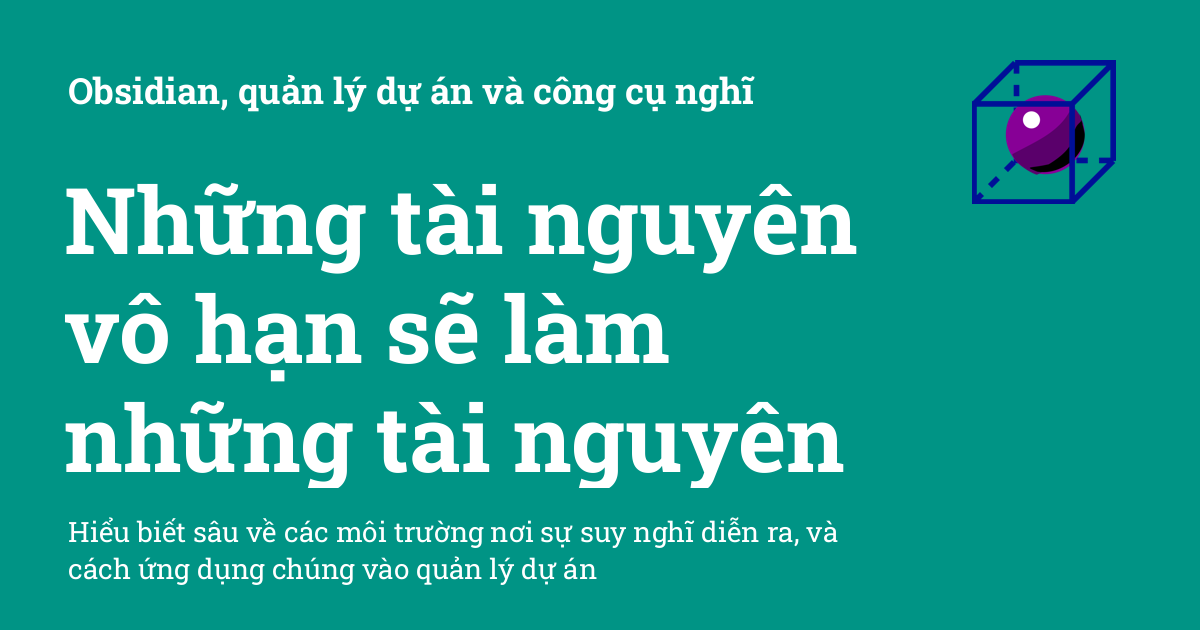 Obsidian, quản lý dự án và công cụ nghĩ
Những tài nguyên
vô hạn sẽ làm
những tài nguyên
Hiểu biết sâu về các môi trường nơi sự suy nghĩ diễn ra, và
cách ứng dụng chúng vào quản lý dự án